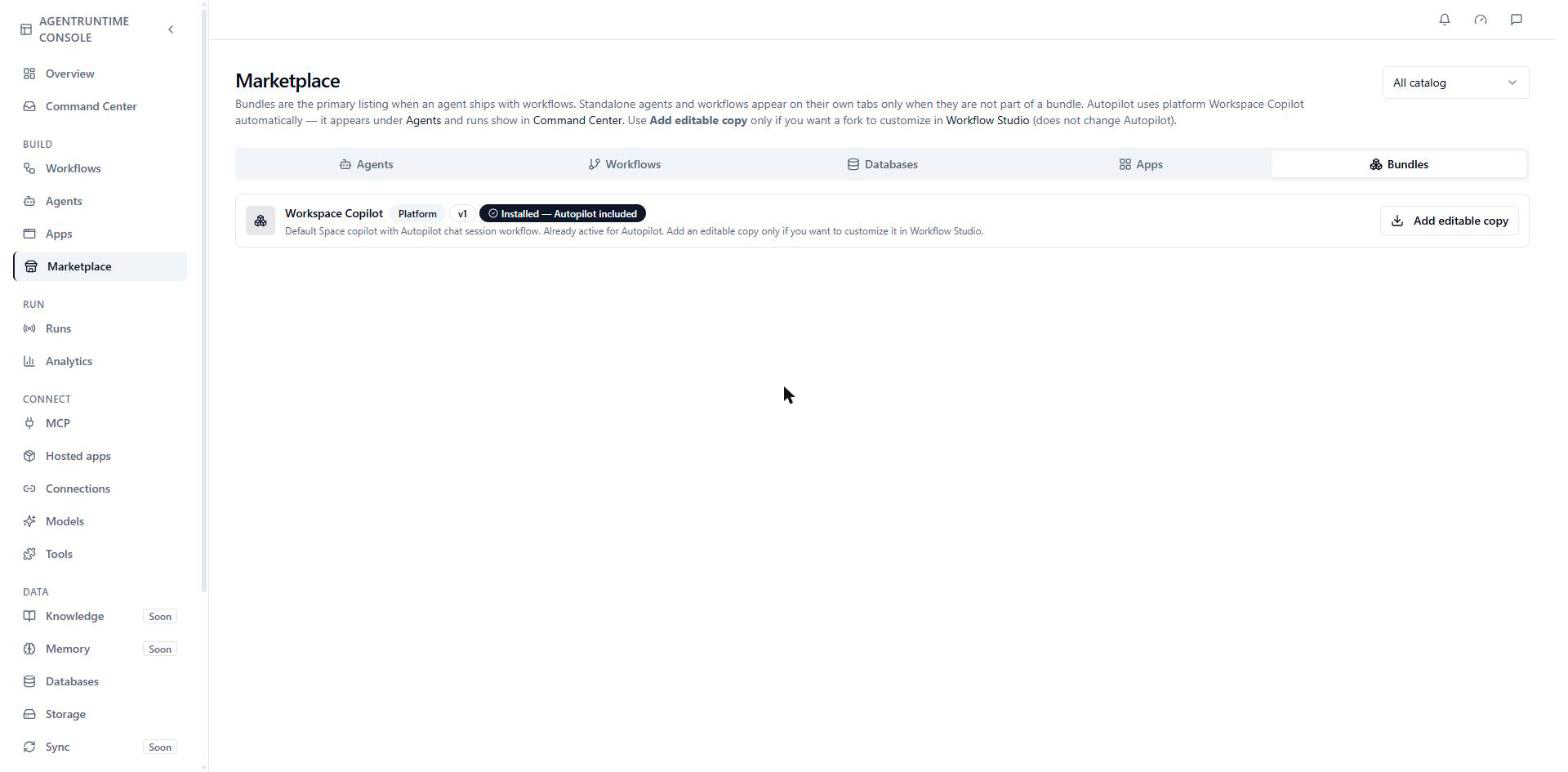 AGENTRUNTIME
CONSOLE
Overview
Command Center
BUILD
Workflows
Agents
Apps
Marketplace
RUN
Runs
Analytics
CONNECT
MCP
Hosted apps
Connections
Models
Tools
DATA
Knowledge Soon
Memory Soon
Databases
Storage
Sync Soon
Marketplace
All catalog
Bundles are the primary listing when an agent ships with workflows. Standalone agents and workflows appear on their own tabs only when they are not part of a bundle. Autopilot uses platform Workspace Copilot
automatically — it appears under Agents and runs show in Command Center. Use Add editable copy only if you want a fork to customize in Workflow Studio (does not change Autopilot).
Agents Workflows Databases Apps Bundles
Workspace Copilot Platform v1 Installed — Autopilot included
Default Space copilot with Autopilot chat session workflow. Already active for Autopilot. Add an editable copy only if you want to customize it in Workflow Studio.
Add editable copy